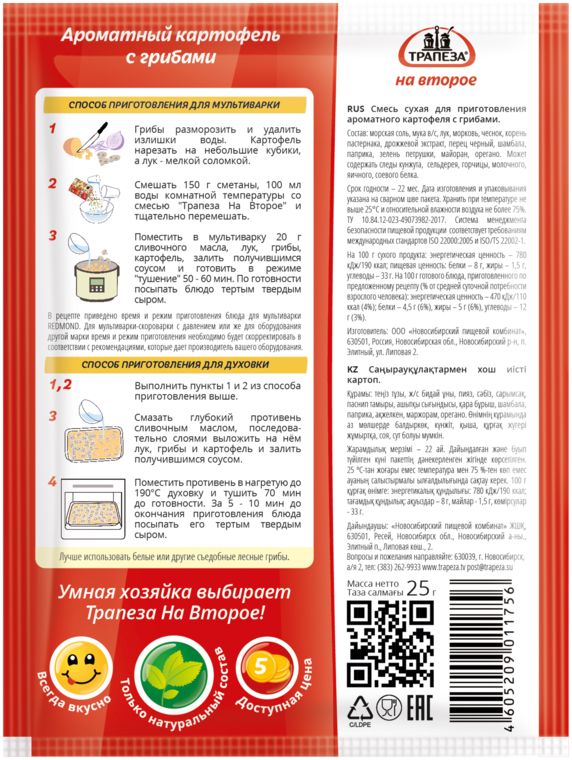 Ароматный картофель
с грибами
СПОСОБ ПРИГОТОВЛЕНИЯ ДЛЯ МУЛЬТИВАРКИ
1
Грибы разморозить и удалить
излишки воды. Картофель
нарезать на небольшие кубики,
а лук - мелкой соломкой.
2
Смешать 150 г сметаны, 100 мл
воды комнатной температуры со
смесью "Трапеза На Второе" и
тщательно перемешать.
3
Поместить в мультиварку 20 г
сливочного масла, лук, грибы,
картофель, залить получившимся
соусом и готовить в режиме
"тушение" 50 - 60 мин. По готовности
посыпать блюдо тертым твердым
сыром.
В рецепте приведено время и режим приготовления блюда для мультиварки
REDMOND. Для мультиварки-скороварки с давлением или же для оборудования
другой марки время и режим приготовления необходимо будет скорректировать в
соответствии с рекомендациями, которые дает производитель вашего оборудования.
СПОСОБ ПРИГОТОВЛЕНИЯ ДЛЯ ДУХОВКИ
1,2
Выполнить пункты 1 и 2 из способа
приготовления выше.
3
Смазать глубокий противень
сливочным маслом, последова-
тельно слоями выложить на нём
лук, грибы и картофель и залить
получившимся соусом.
4
Поместить противень в нагретую до
190°С духовку и тушить 70 мин
до готовности. За 5 - 10 мин до
окончания приготовления блюда
посыпать его тертым твердым
сыром.
Лучше использовать белые или другие съедобные лесные грибы.
Умная хозяйка выбирает
Трапеза На Второе!
Всегда вкусно
Только натуральный состав
5
Доступная цена
ТРАПЕЗА®
на второе
RUS Смесь сухая для приготовления
ароматного картофеля с грибами.
Состав: морская соль, мука в/с, лук, морковь, чеснок, корень
пастернака, дрожжевой экстракт, перец черный, шамбала,
паприка, зелень петрушки, майоран, орегано. Может
содержать следы кунжута, сельдерея, горчицы, молочного,
яичного, соевого белка.
Срок годности – 22 мес. Дата изготовления и упаковывания
указана на сварном шве пакета. Хранить при температуре не
выше 25°С и относительной влажности воздуха не более 75%.
ТУ 10.84.12-023-49073982-2017. Система менеджмента
безопасности пищевой продукции соответствует требованиям
международных стандартов ISO 22000:2005 и ISO/TS 22002-1.
На 100 г сухого продукта: энергетическая ценность – 780
кДж/190 ккал; пищевая ценность: белки – 8 г, жиры – 1,5 г,
углеводы – 33 г. На 100 г готового блюда, приготовленного по
предложенному рецепту (% от средней суточной потребности
взрослого человека): энергетическая ценность – 470 кДж/110
ккал (4%); белки – 4,5 г (6%), жиры – 5 г (6%), углеводы – 12
г (3%).
Изготовитель: ООО «Новосибирский пищевой комбинат»,
630501, Россия, Новосибирская обл., Новосибирский р-н, п.
Элитный, ул. Липовая 2.
KZ Саңырауқұлақтармен хош иісті
картоп.
Құрамы: теңіз тұзы, ж/с бидай ұны, пияз, сәбіз, сарымсақ,
паснип тамыры, ашытқы сығындысы, қара бұрыш, шамбала,
паприка, ақжелкен, маржорам, орегано. Өнімнің құрамында
аз мөлшерде балдыркөк, күнжіт, қыша, құрғақ жүгері
жұмыртқа, соя, сүт болуы мүмкін.
Жарамдылық мерзімі – 22 ай. Дайындалған және буып
түйілген күні пакеттің дәнекерленген жігінде көрсетілген.
25 °С-тан жоғары емес температура мен 75 %-тен көп емес
ауаның салыстырмалы ылғалдылығында сақтау керек. 100 г
құрғақ өнімге: энергетикалық құндылығы: 780 кДж/190 ккал;
тағамдық құндылығы: ақуыздар – 8 г, майлар - 1,5 г, көмірсулар
- 33 г.
Дайындаушы: «Новосибирский пищевой комбинат» ЖШҚ,
630501, Ресей, Новосибирск обл., Новосибирский а-ны.,
Элитный п., Липовая көш., 2.
Вопросы и пожелания направляйте: 630039, г. Новосибирск,
а/я 2, тел: (383) 262-9933 www.trapeza.tv post@trapeza.su
Масса нетто
Таза салмағы 25 г
C/LDPE
EAC
4 605209 011756